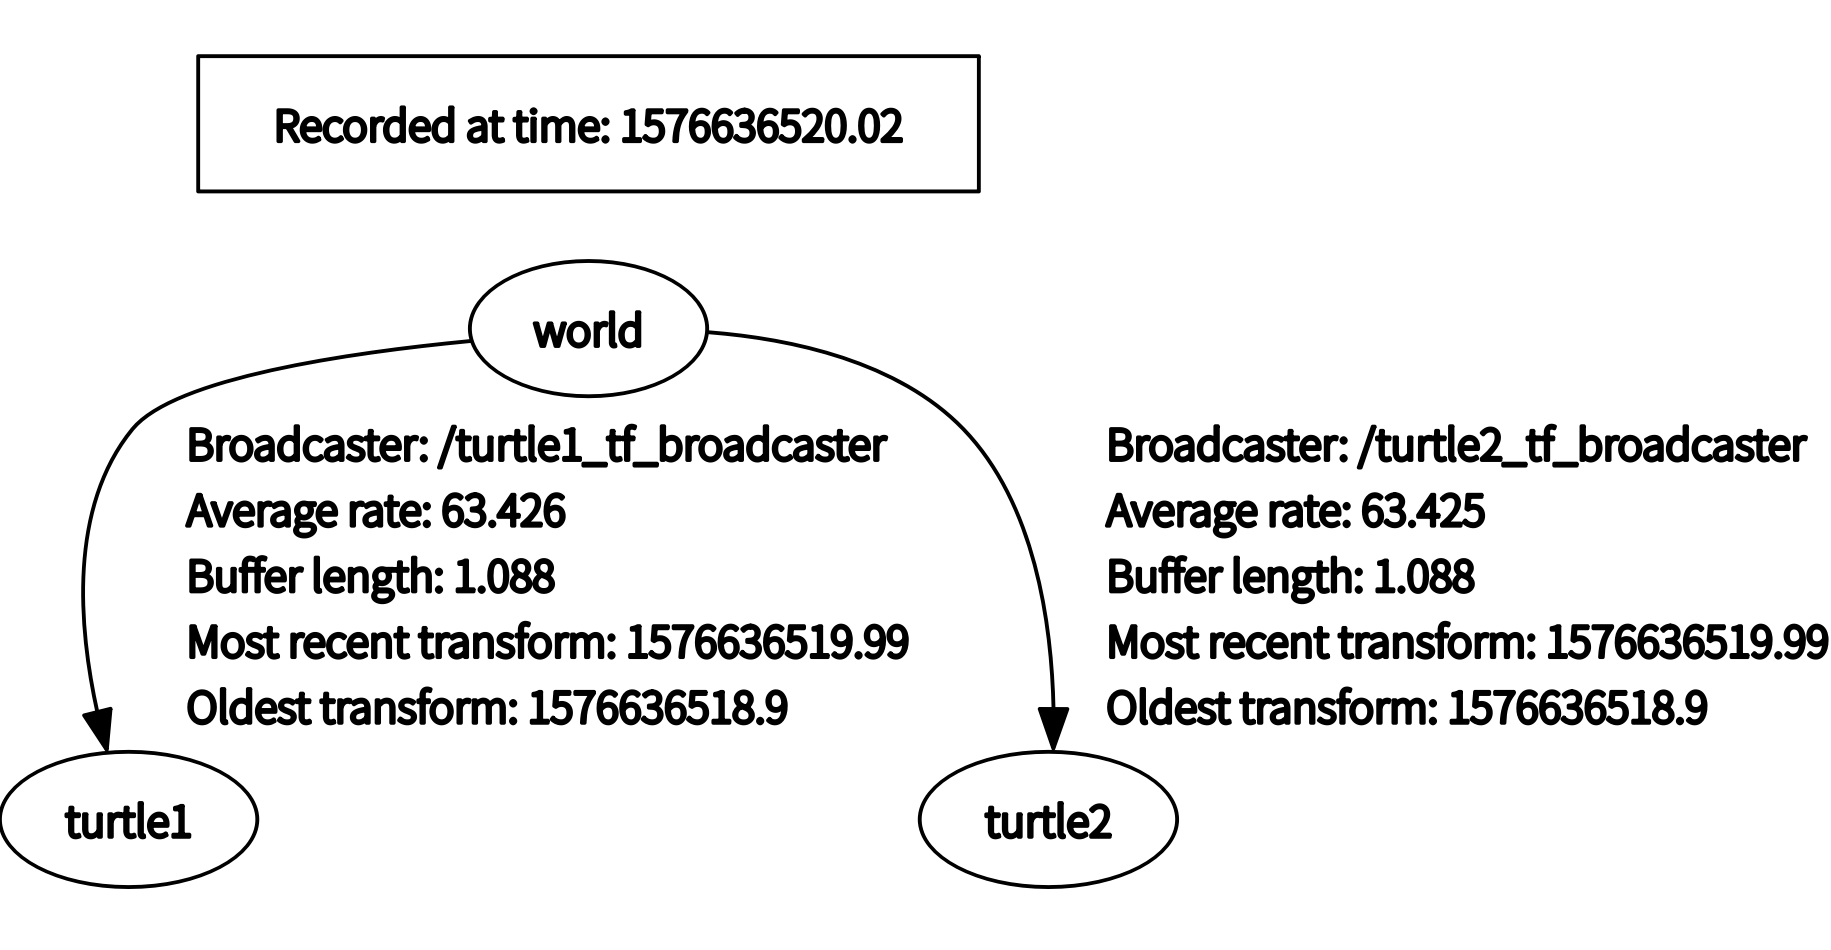 Recorded at time: 1576636520.02
world
Broadcaster: /turtle1_tf_broadcaster
Average rate: 63.426
Buffer length: 1.088
Most recent transform: 1576636519.99
Oldest transform: 1576636518.9
Broadcaster: /turtle2_tf_broadcaster
Average rate: 63.425
Buffer length: 1.088
Most recent transform: 1576636519.99
Oldest transform: 1576636518.9
turtle1
turtle2